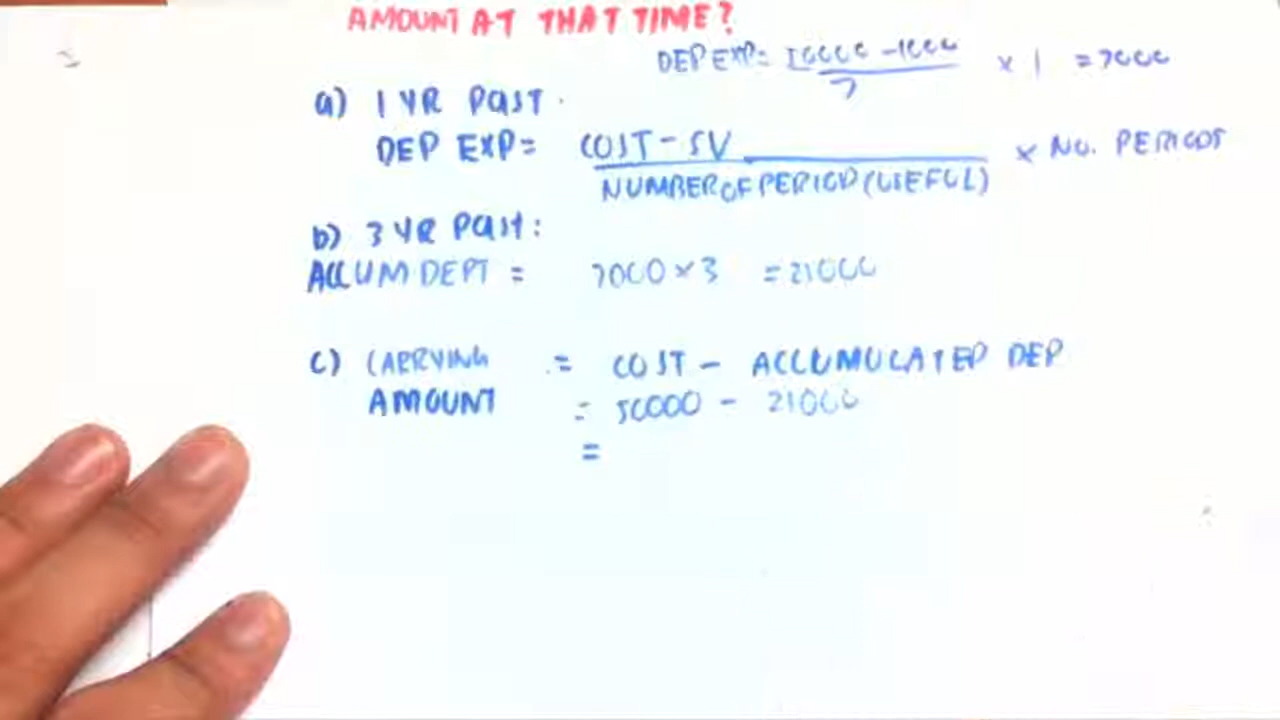 AMOUNT AT THAT TIME?
DEP EXP = 50000 - 1000 × 1 = 7000
7
a) 1 YR PAST.
DEP EXP = COST - SV × NO. PERIODS
NUMBER OF PERIOD (USEFUL)
b) 3 YR PAST:
ACCUM DEPT = 7000 × 3 = 21000
c) CARRYING = COST - ACCUMULATED DEP
AMOUNT = 50000 - 21000
=